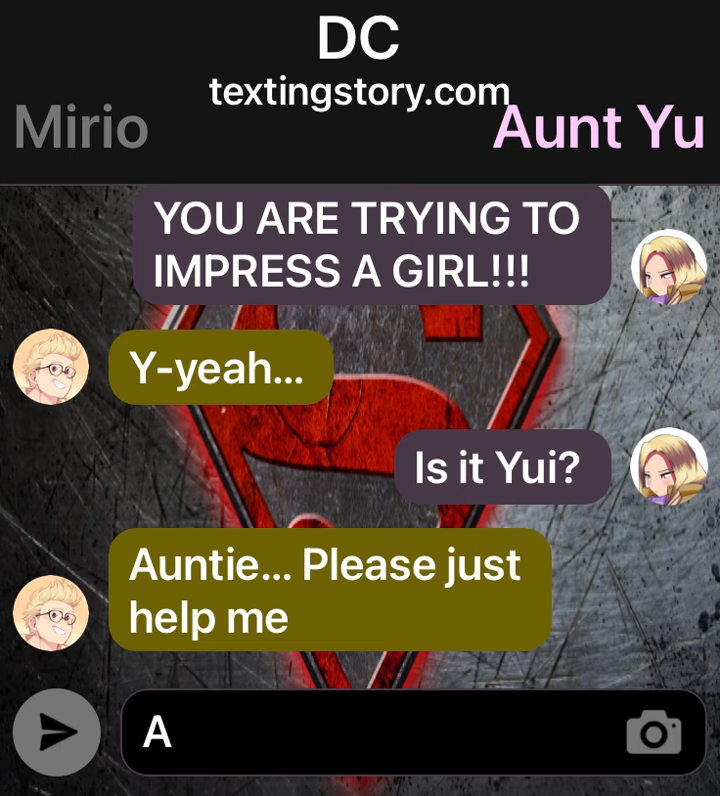 DC
textingstory.com
Mirio
Aunt Yu
YOU ARE TRYING TO
IMPRESS A GIRL!!!
Y-yeah...
Is it Yui?
Auntie... Please just
help me
A